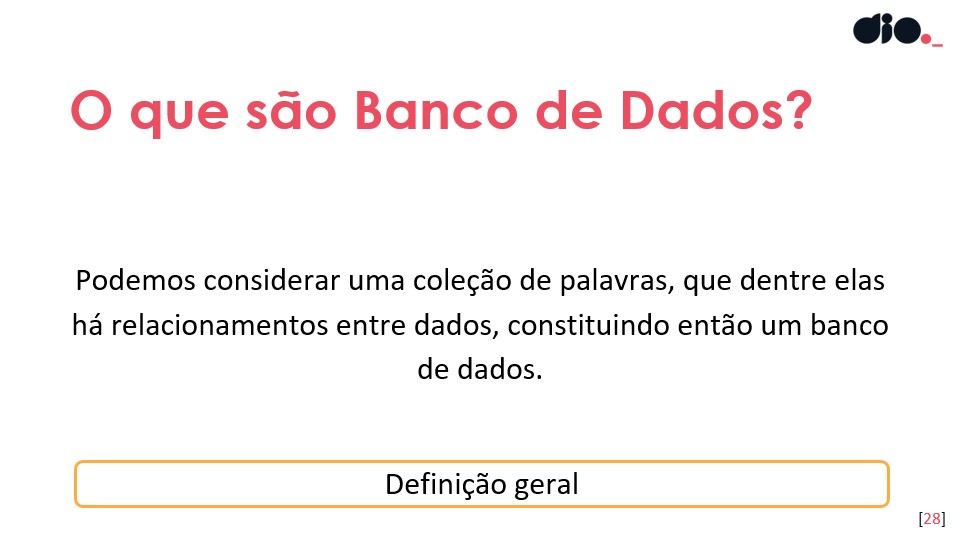 dio._
O que são Banco de Dados?
Podemos considerar uma coleção de palavras, que dentre elas
há relacionamentos entre dados, constituindo então um banco
de dados.
Definição geral
[28]